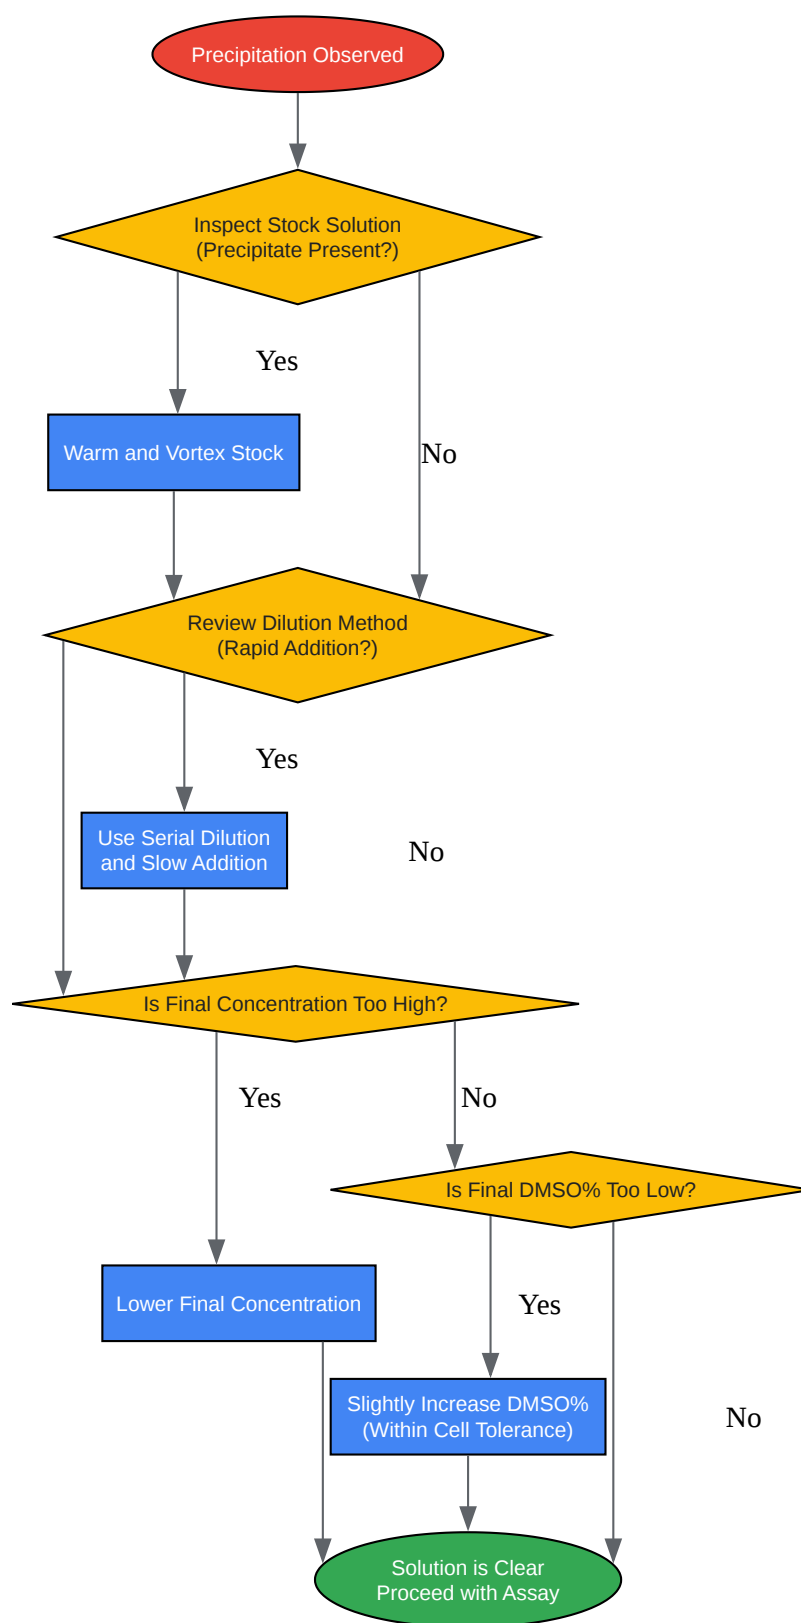 Precipitation Observed
Inspect Stock Solution
(Precipitate Present?)
Yes
Warm and Vortex Stock
No
Review Dilution Method
(Rapid Addition?)
Yes
Use Serial Dilution
and Slow Addition
No
Is Final Concentration Too High?
Yes
No
Is Final DMSO% Too Low?
Lower Final Concentration
Yes
Slightly Increase DMSO%
(Within Cell Tolerance)
No
Solution is Clear
Proceed with Assay